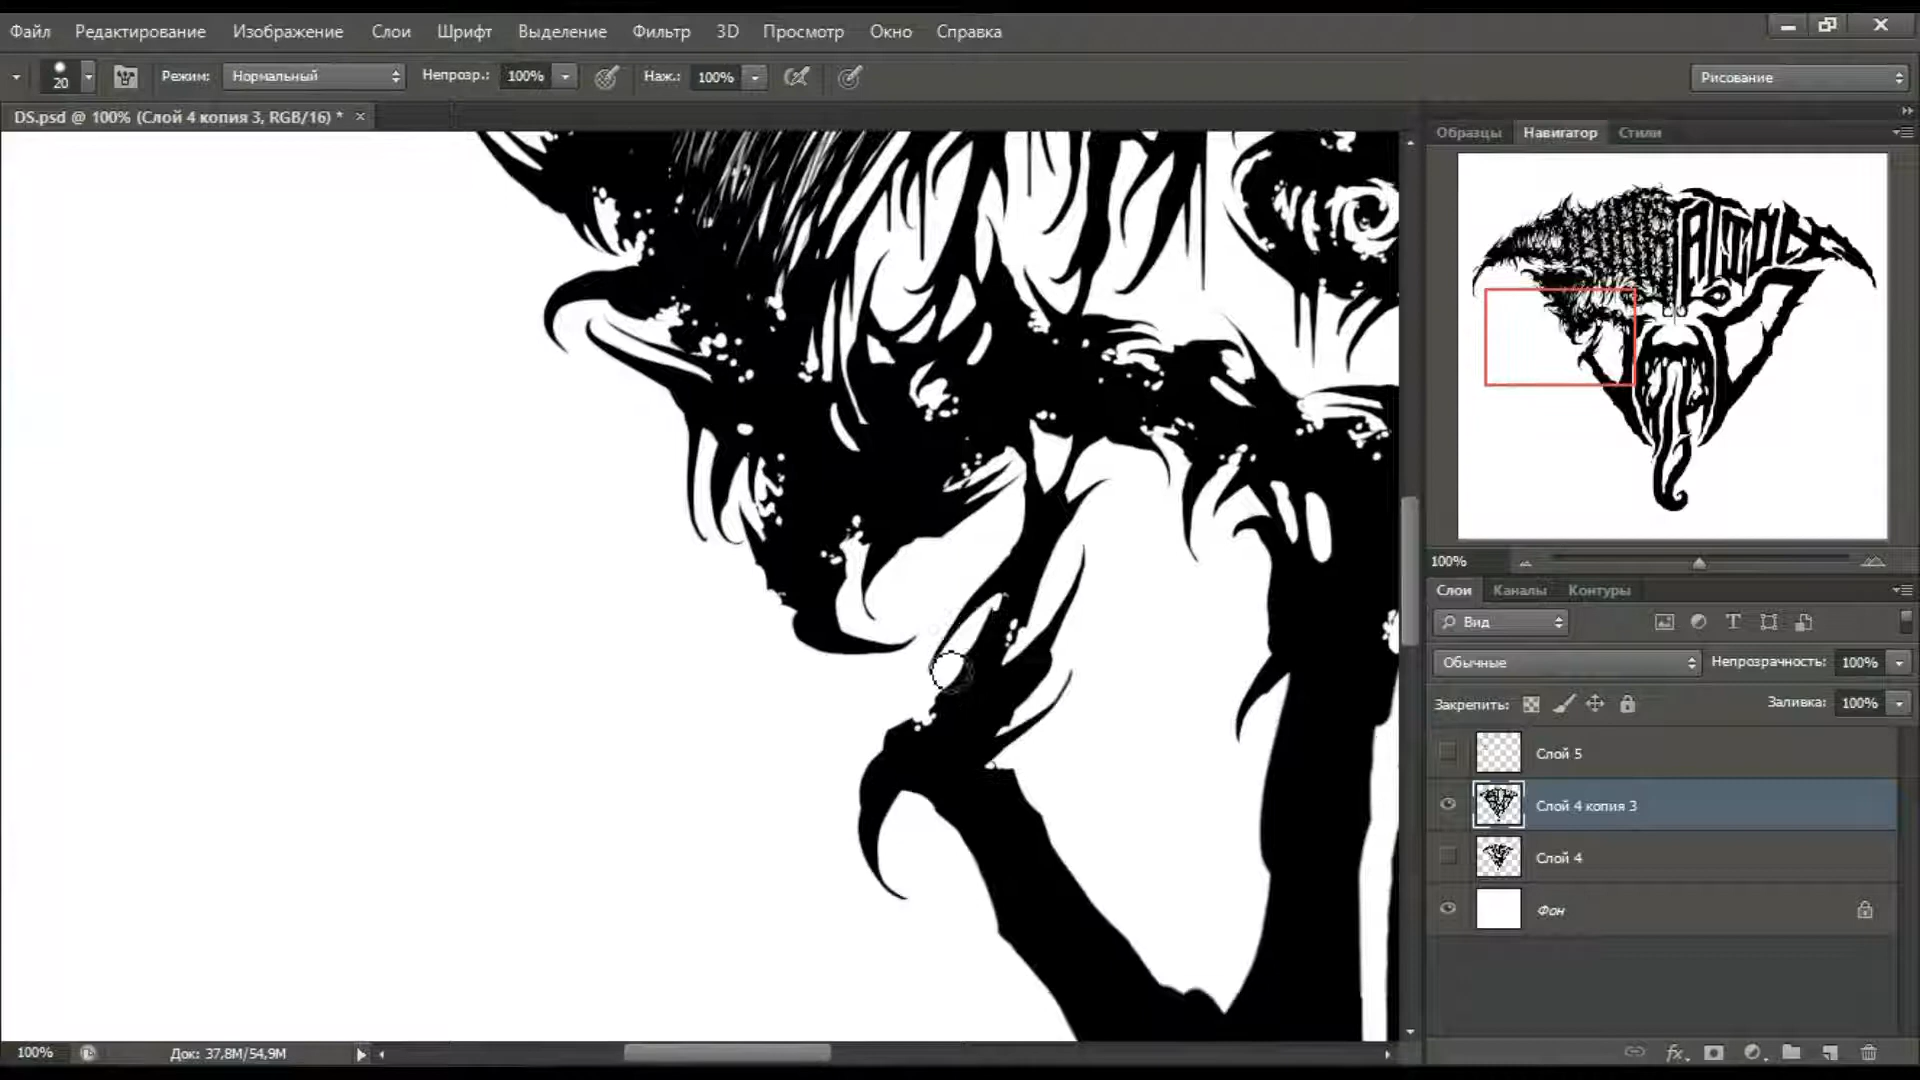 Файл Редактирование Изображение Слои Шрифт Выделение Фильтр 3D Просмотр Окно Справка
20 Режим: Нормальный Непрозр.: 100% Наж.: 100% Рисование
DS.psd @ 100% (Слой 4 копия 3, RGB/16) * ×
Образцы Навигатор Стили
100%
Слои Каналы Контуры
Вид
Обычные Непрозрачность: 100%
Закрепить: Заливка: 100%
Слой 5
Слой 4 копия 3
Слой 4
Фон
100% Док: 37,8M/54,9M